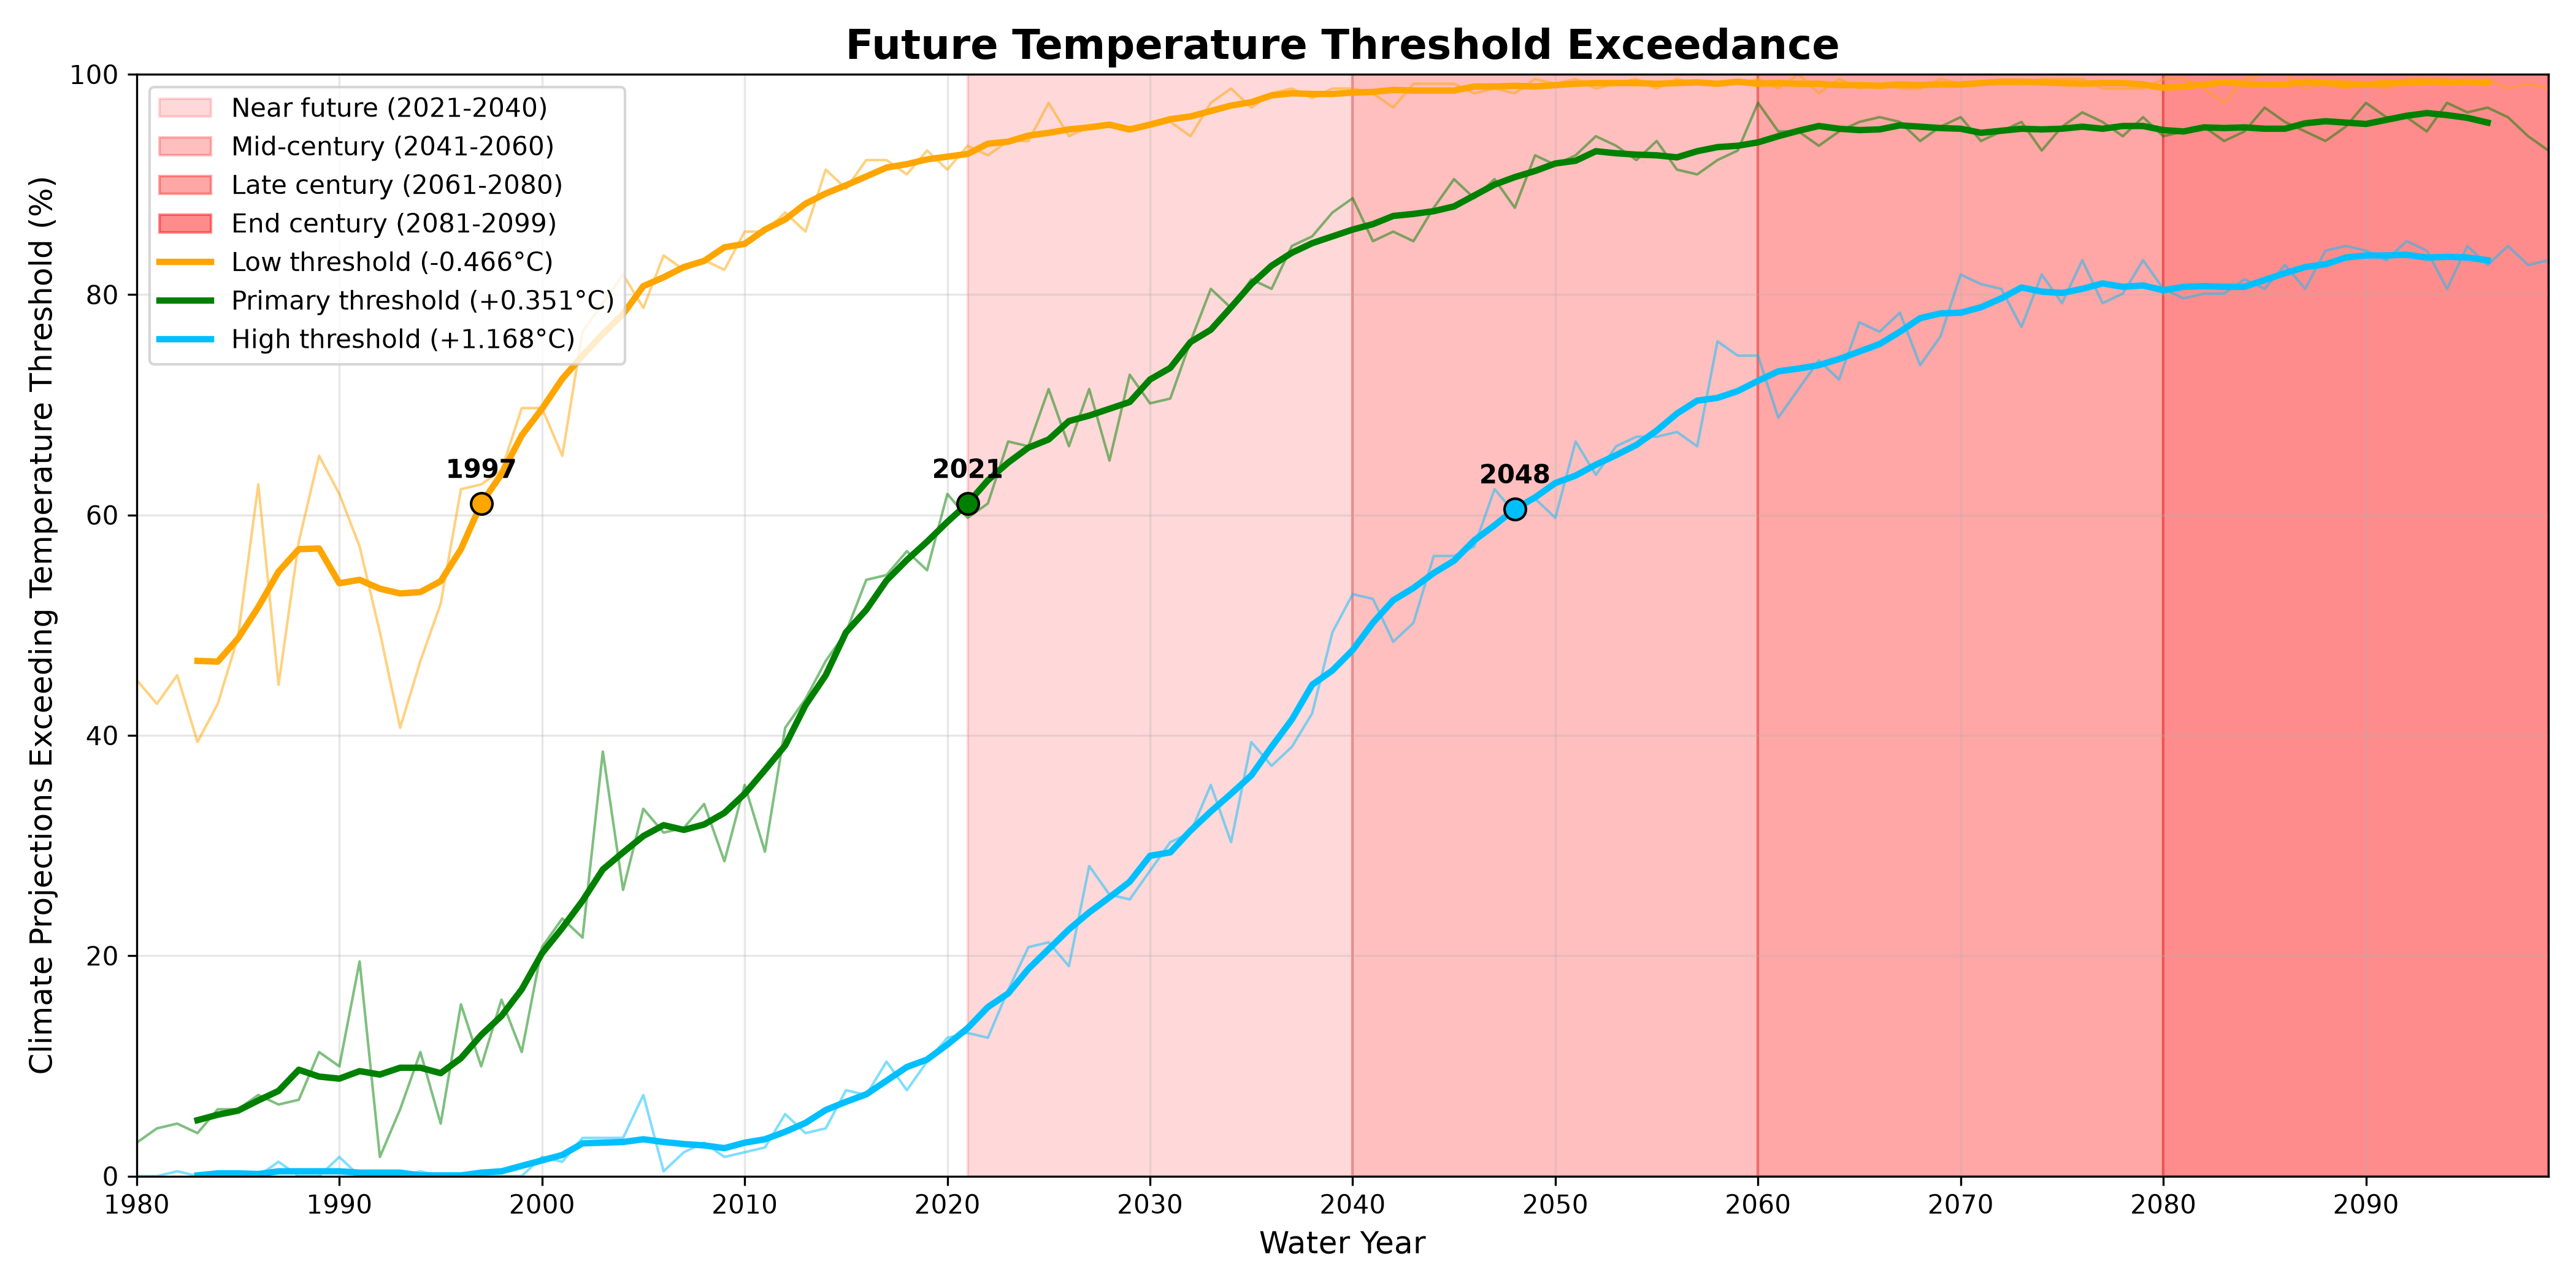 Future Temperature Threshold Exceedance
Climate Projections Exceeding Temperature Threshold (%)
100
80
60
40
20
0
Near future (2021-2040)
Mid-century (2041-2060)
Late century (2061-2080)
End century (2081-2099)
Low threshold (-0.466°C)
Primary threshold (+0.351°C)
High threshold (+1.168°C)
1997
2021
2048
1980
1990
2000
2010
2020
2030
2040
2050
2060
2070
2080
2090
Water Year